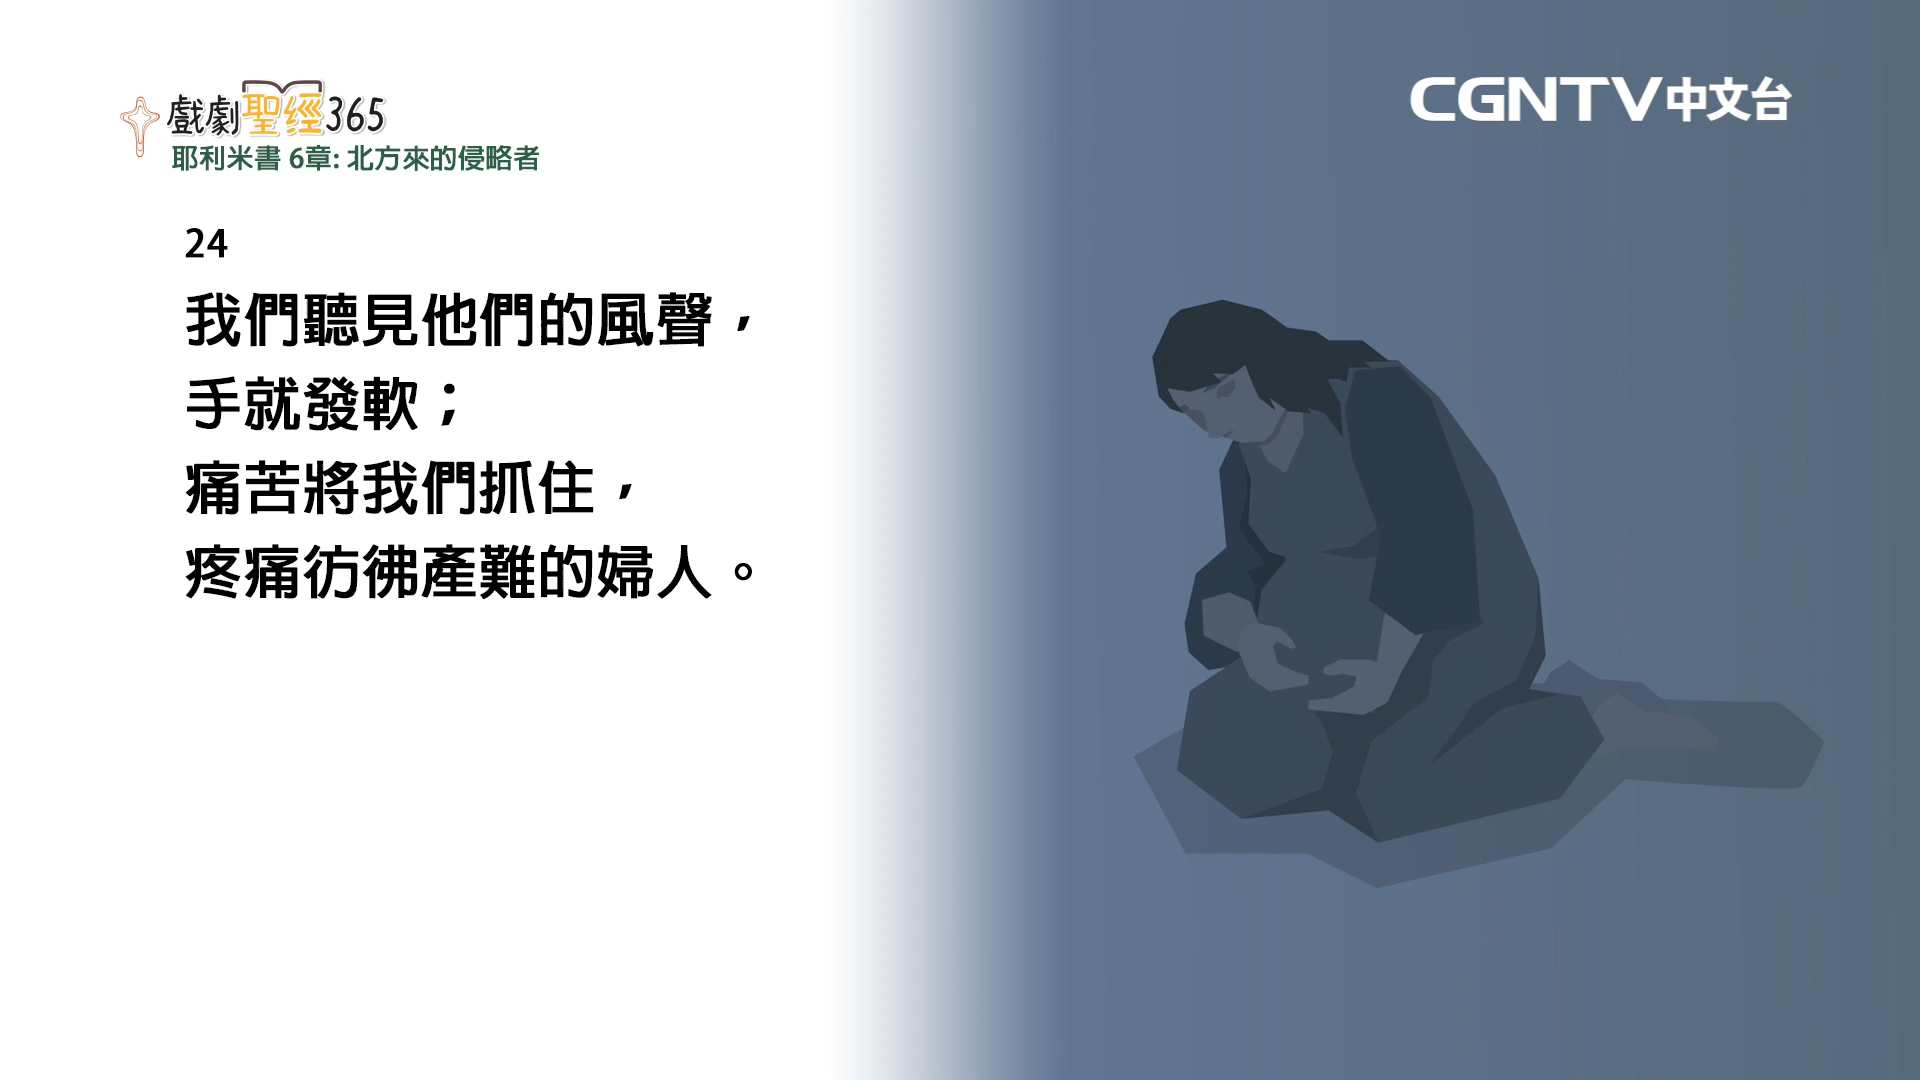 戲劇聖經365
CGNTV中文台
耶利米書 6章: 北方來的侵略者
24
我們聽見他們的風聲，
手就發軟；
痛苦將我們抓住，
疼痛彷彿產難的婦人。